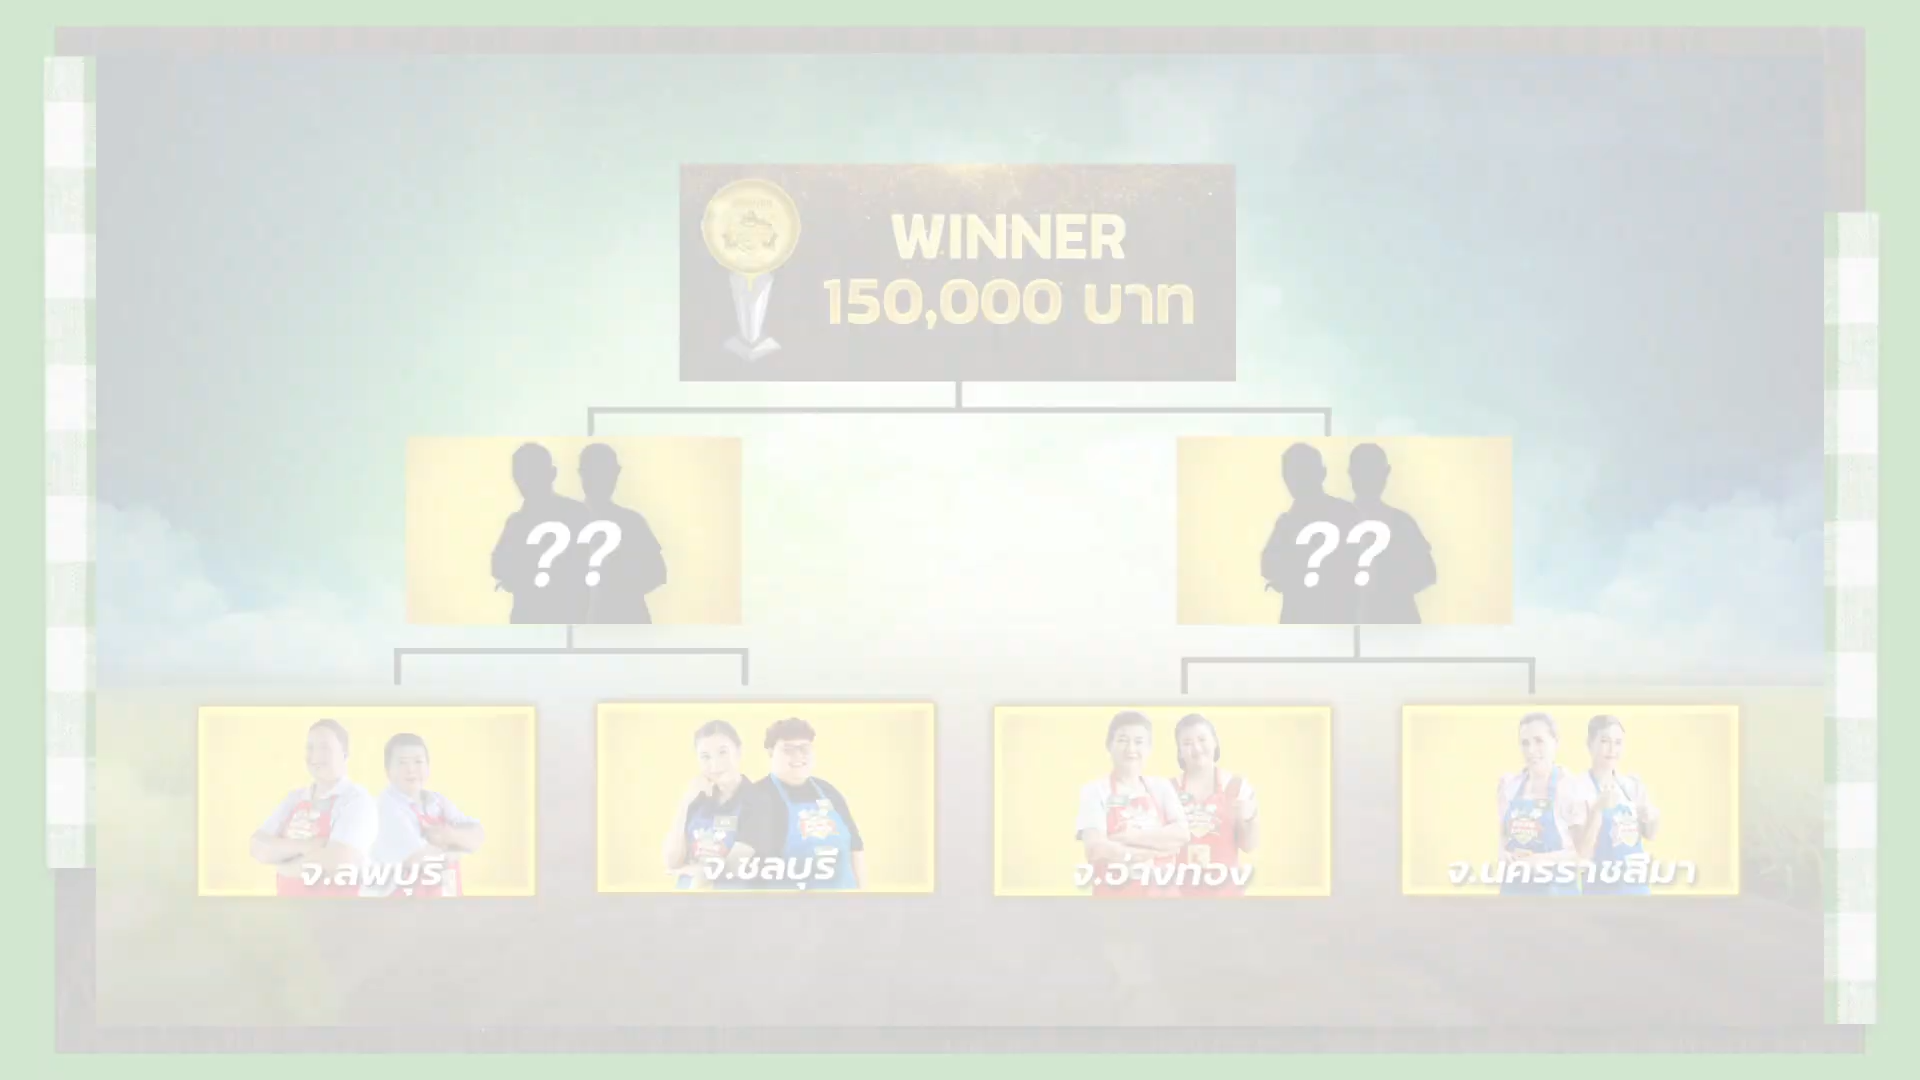 WINNER
150,000 บาท
??
??
จ.ลพบุรี
จ.ชลบุรี
จ.อ่างทอง
จ.นครราชสีมา